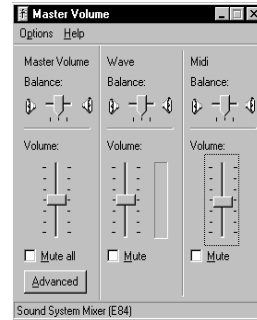 Master Volume
Options Help
Master Volume Wave Midi
Balance: Balance: Balance:
Volume: Volume: Volume:
Mute all Mute Mute
Advanced
Sound System Mixer (E84)